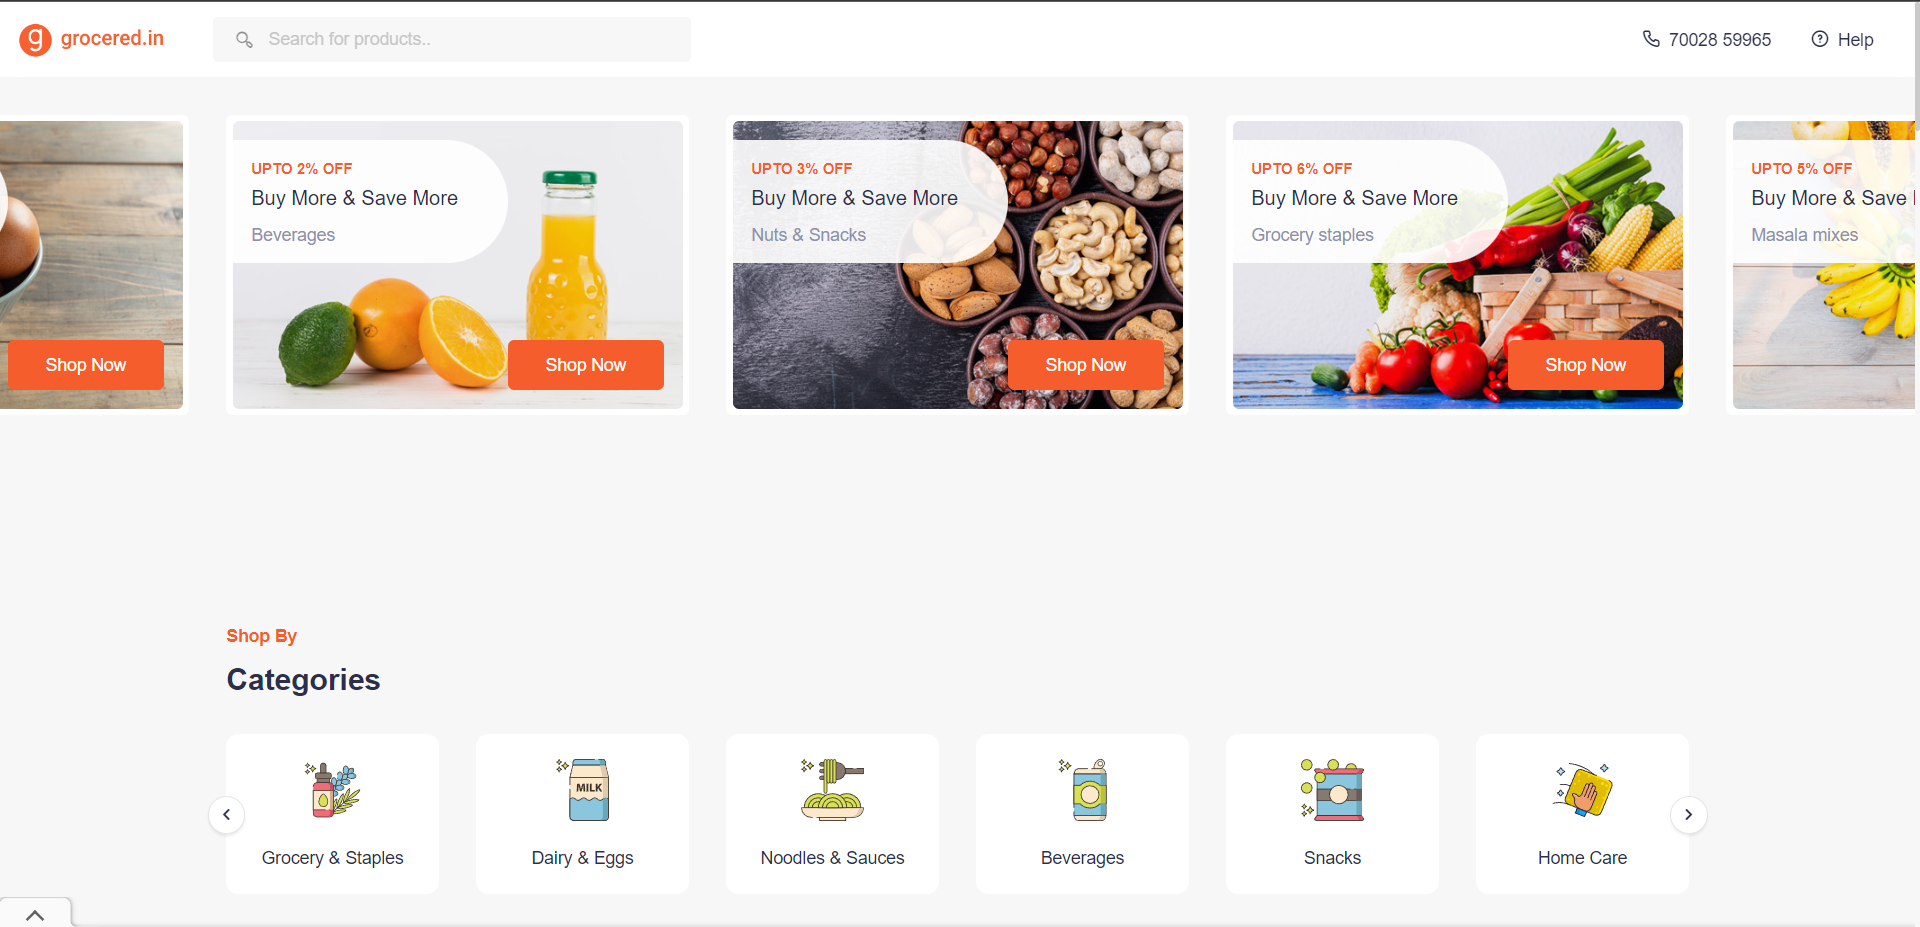 g grocered.in
Search for products..
70028 59965
Help
Shop Now
UPTO 2% OFF
Buy More & Save More
Beverages
Shop Now
UPTO 3% OFF
Buy More & Save More
Nuts & Snacks
Shop Now
UPTO 6% OFF
Buy More & Save More
Grocery staples
Shop Now
UPTO 5% OFF
Buy More & Save
Masala mixes
Shop By
Categories
MILK
Grocery & Staples
Dairy & Eggs
Noodles & Sauces
Beverages
Snacks
Home Care